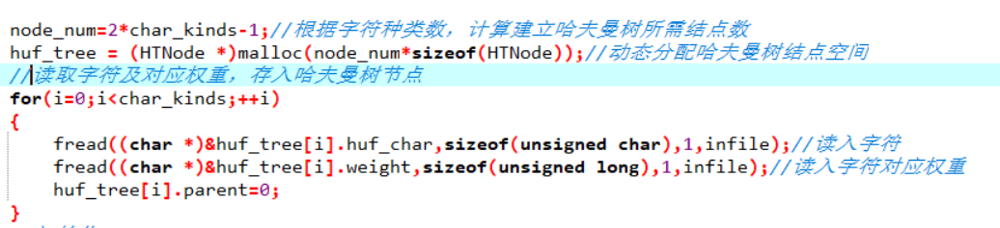 node_num=2*char_kinds-1;//根据字符种类数，计算建立哈夫曼树所需结点数
huf_tree = (HTNode *)malloc(node_num*sizeof(HTNode));//动态分配哈夫曼树结点空间
//读取字符及对应权重，存入哈夫曼树节点
for(i=0;i<char_kinds;++i)
{
    fread((char *)&huf_tree[i].huf_char,sizeof(unsigned char),1,infile);//读入字符
    fread((char *)&huf_tree[i].weight,sizeof(unsigned long),1,infile);//读入字符对应权重
    huf_tree[i].parent=0;
}